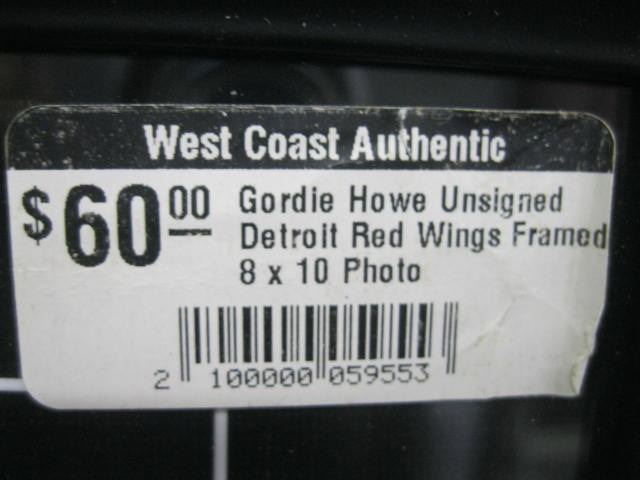 West Coast Authentic
$60.00 Gordie Howe Unsigned
Detroit Red Wings Framed
8 x 10 Photo
2 100000 059553